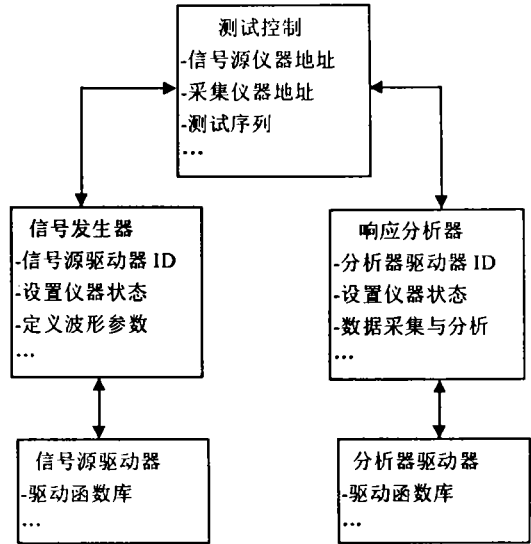 测试控制
-信号源仪器地址
-采集仪器地址
-测试序列
...
信号发生器
-信号源驱动器 ID
-设置仪器状态
-定义波形参数
...
响应分析器
-分析器驱动器 ID
-设置仪器状态
-数据采集与分析
...
信号源驱动器
-驱动函数库
...
分析器驱动器
-驱动函数库
...